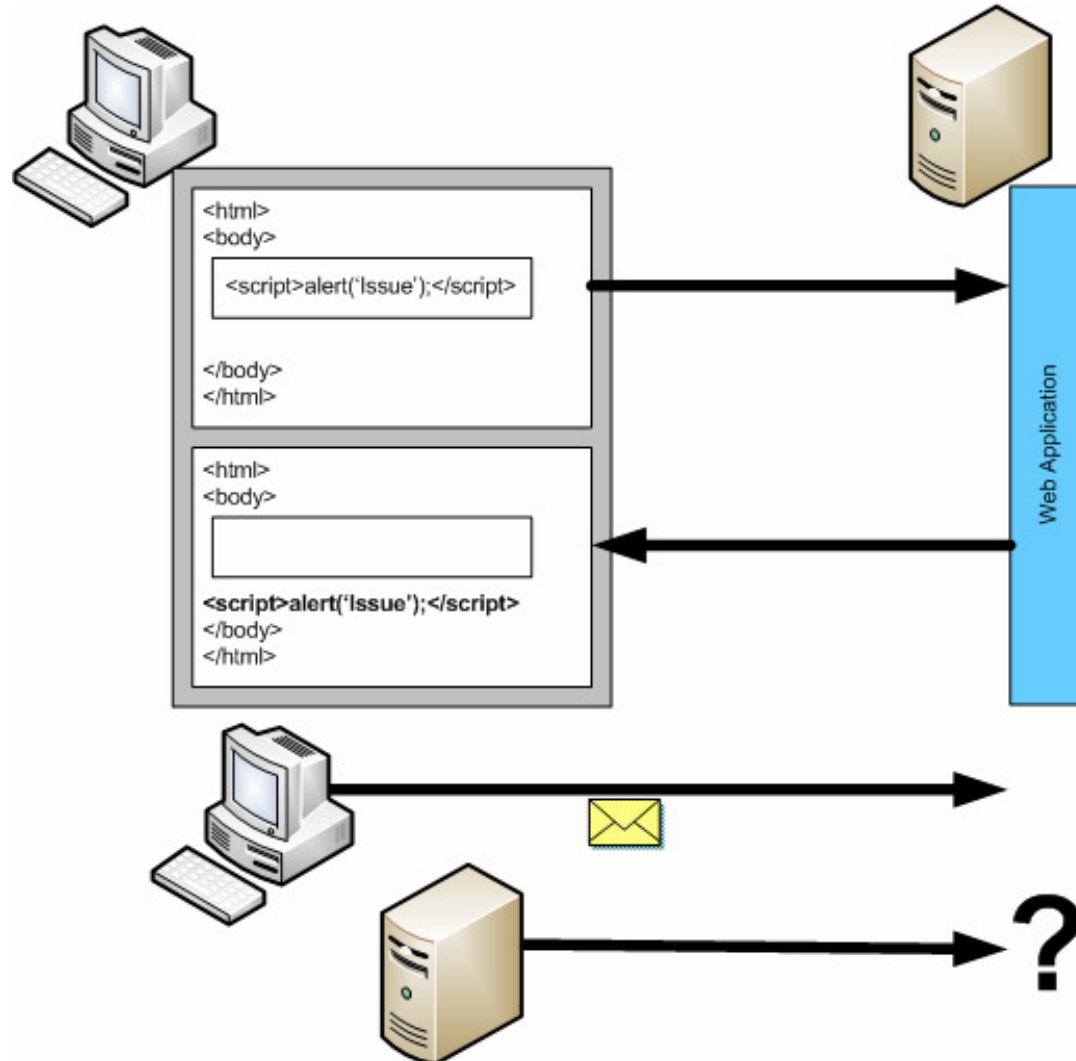 <html>
<body>
<script>alert(‘Issue’);</script>
</body>
</html>
Web Application
<html>
<body>
<script>alert(‘Issue’);</script>
</body>
</html>
?